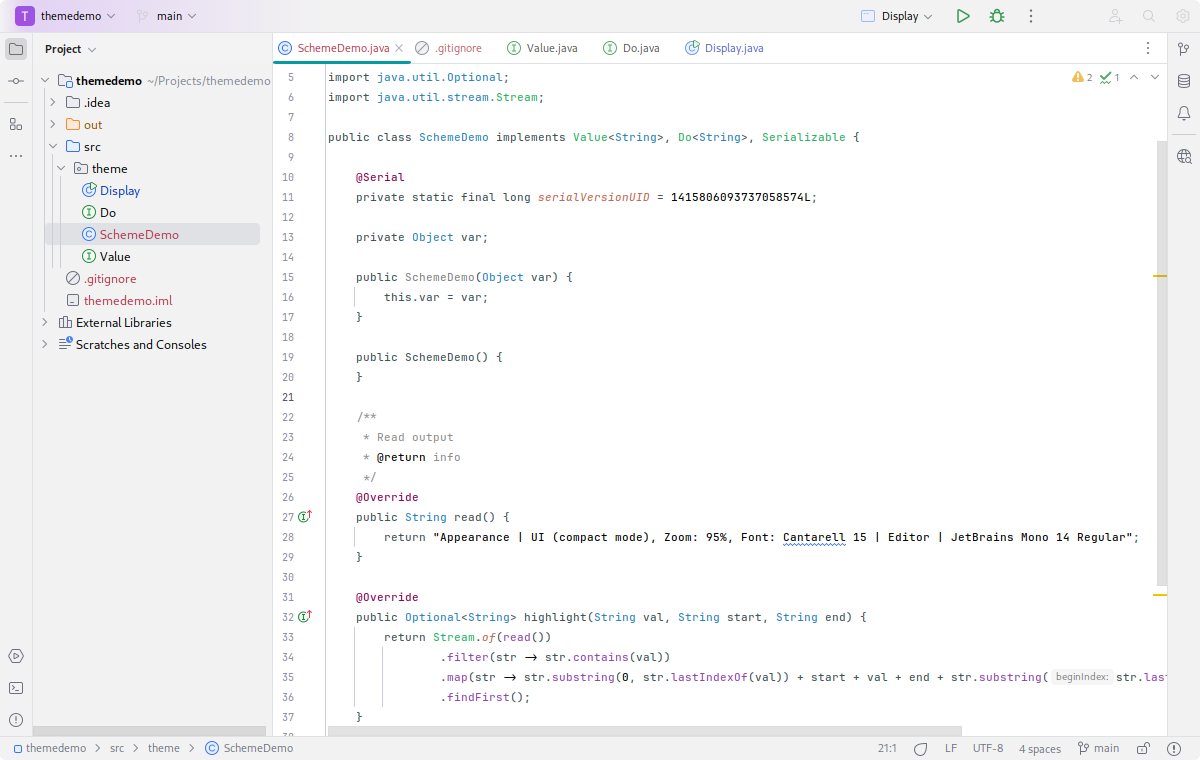 T themedemo main Display
Project
themedemo ~/Projects/themedemo
.idea
out
src
theme
Display
Do
SchemeDemo
Value
.gitignore
themedemo.iml
External Libraries
Scratches and Consoles
SchemeDemo.java .gitignore Value.java Do.java Display.java
2 1
5 import java.util.Optional;
6 import java.util.stream.Stream;
7
8 public class SchemeDemo implements Value<String>, Do<String>, Serializable {
9
10 @Serial
11 private static final long serialVersionUID = 1415806093737058574L;
12
13 private Object var;
14
15 public SchemeDemo(Object var) {
16 this.var = var;
17 }
18
19 public SchemeDemo() {
20 }
21
22 /**
23 * Read output
24 * @return info
25 */
26 @Override
27 public String read() {
28 return "Appearance | UI (compact mode), Zoom: 95%, Font: Cantarell 15 | Editor | JetBrains Mono 14 Regular";
29 }
30
31 @Override
32 public Optional<String> highlight(String val, String start, String end) {
33 return Stream.of(read())
34 .filter(str → str.contains(val))
35 .map(str → str.substring(0, str.lastIndexOf(val)) + start + val + end + str.substring( beginIndex: str.las
36 .findFirst();
37 }
themedemo > src > theme > SchemeDemo
21:1 LF UTF-8 4 spaces main